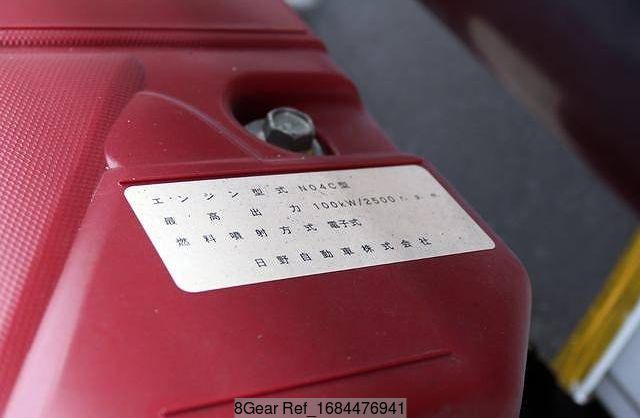 エンジン型式 N04C型
最高出力 100kW/2500r.p.m
燃料噴射方式 電子式
日野自動車株式会社
8Gear Ref_1684476941